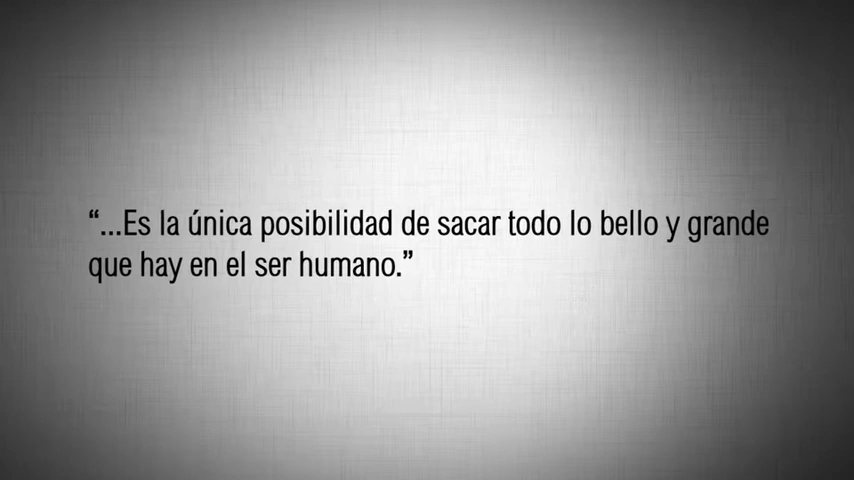 “...Es la única posibilidad de sacar todo lo bello y grande
que hay en el ser humano.”